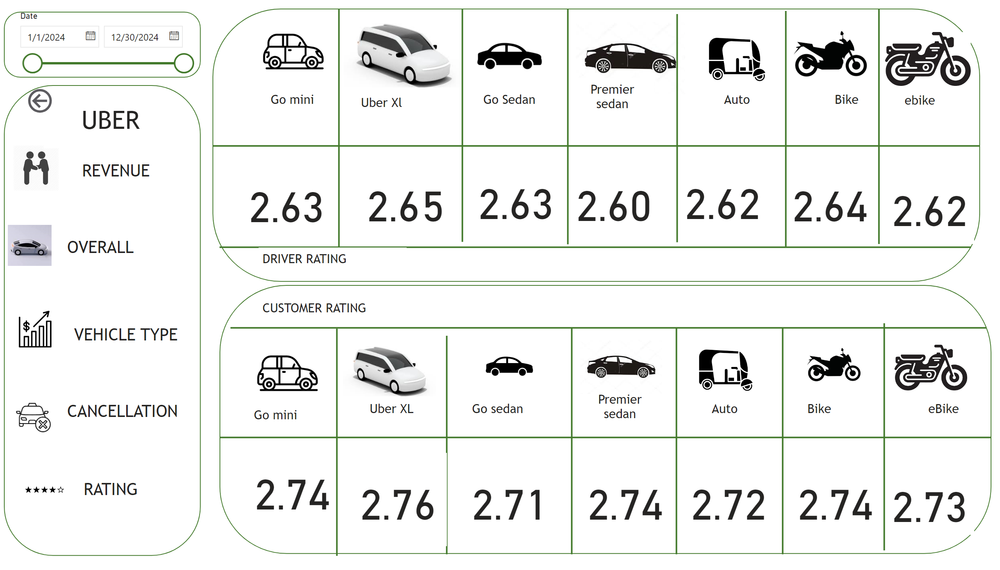 Date
1/1/2024
12/30/2024
UBER
REVENUE
OVERALL
VEHICLE TYPE
CANCELLATION
RATING
Go mini
Uber Xl
Go Sedan
Premier
sedan
Auto
Bike
ebike
2.63
2.65
2.63
2.60
2.62
2.64
2.62
DRIVER RATING
CUSTOMER RATING
Go mini
Uber XL
Go sedan
Premier
sedan
Auto
Bike
eBike
2.74
2.76
2.71
2.74
2.72
2.74
2.73